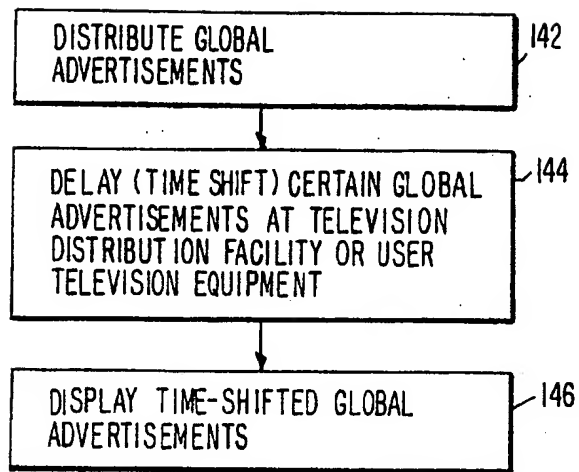 DISTRIBUTE GLOBAL
ADVERTISEMENTS
142
DELAY (TIME SHIFT) CERTAIN GLOBAL
ADVERTISEMENTS AT TELEVISION
DISTRIBUTION FACILITY OR USER
TELEVISION EQUIPMENT
144
DISPLAY TIME-SHIFTED GLOBAL
ADVERTISEMENTS
146